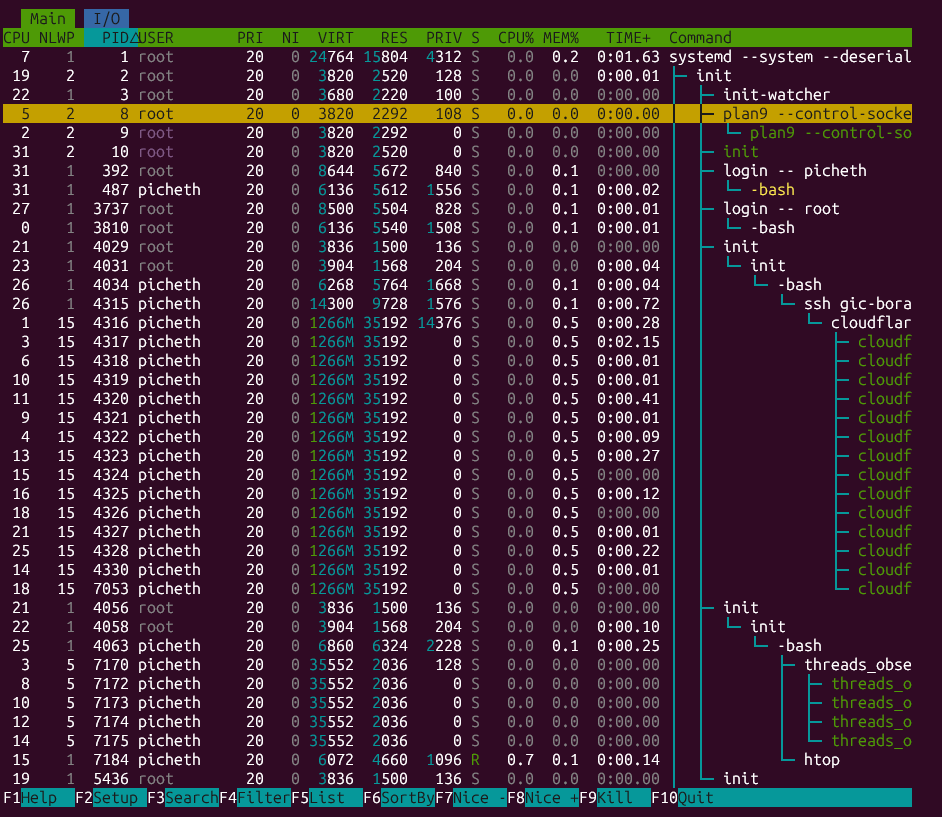 Main I/O
CPU NLWP PID△USER PRI NI VIRT RES PRIV S CPU% MEM% TIME+ Command
7 1 1 root 20 0 24764 15804 4312 S 0.0 0.2 0:01.63 systemd --system --deserial
19 2 2 root 20 0 3820 2520 128 S 0.0 0.0 0:00.01 ├─ init
22 1 3 root 20 0 3680 2220 100 S 0.0 0.0 0:00.00 │ ├─ init-watcher
5 2 8 root 20 0 3820 2292 108 S 0.0 0.0 0:00.00 │ ├─ plan9 --control-socke
2 2 9 root 20 0 3820 2292 0 S 0.0 0.0 0:00.00 │ │ └─ plan9 --control-so
31 2 10 root 20 0 3820 2520 0 S 0.0 0.0 0:00.00 │ ├─ init
31 1 392 root 20 0 8644 5672 840 S 0.0 0.1 0:00.00 │ ├─ login -- picheth
31 1 487 picheth 20 0 6136 5612 1556 S 0.0 0.1 0:00.02 │ │ └─ -bash
27 1 3737 root 20 0 8500 5504 828 S 0.0 0.1 0:00.01 │ ├─ login -- root
0 1 3810 root 20 0 6136 5540 1508 S 0.0 0.1 0:00.01 │ │ └─ -bash
21 1 4029 root 20 0 3836 1500 136 S 0.0 0.0 0:00.00 │ ├─ init
23 1 4031 root 20 0 3904 1568 204 S 0.0 0.0 0:00.04 │ │ └─ init
26 1 4034 picheth 20 0 6268 5764 1668 S 0.0 0.1 0:00.04 │ │ └─ -bash
26 1 4315 picheth 20 0 14300 9728 1576 S 0.0 0.1 0:00.72 │ │ └─ ssh gic-bora
1 15 4316 picheth 20 0 1266M 35192 14376 S 0.0 0.5 0:00.28 │ │ └─ cloudflar
3 15 4317 picheth 20 0 1266M 35192 0 S 0.0 0.5 0:02.15 │ │ ├─ cloudf
6 15 4318 picheth 20 0 1266M 35192 0 S 0.0 0.5 0:00.01 │ │ ├─ cloudf
10 15 4319 picheth 20 0 1266M 35192 0 S 0.0 0.5 0:00.01 │ │ ├─ cloudf
11 15 4320 picheth 20 0 1266M 35192 0 S 0.0 0.5 0:00.41 │ │ ├─ cloudf
9 15 4321 picheth 20 0 1266M 35192 0 S 0.0 0.5 0:00.01 │ │ ├─ cloudf
4 15 4322 picheth 20 0 1266M 35192 0 S 0.0 0.5 0:00.09 │ │ ├─ cloudf
13 15 4323 picheth 20 0 1266M 35192 0 S 0.0 0.5 0:00.27 │ │ ├─ cloudf
15 15 4324 picheth 20 0 1266M 35192 0 S 0.0 0.5 0:00.00 │ │ ├─ cloudf
16 15 4325 picheth 20 0 1266M 35192 0 S 0.0 0.5 0:00.12 │ │ ├─ cloudf
18 15 4326 picheth 20 0 1266M 35192 0 S 0.0 0.5 0:00.00 │ │ ├─ cloudf
21 15 4327 picheth 20 0 1266M 35192 0 S 0.0 0.5 0:00.01 │ │ ├─ cloudf
25 15 4328 picheth 20 0 1266M 35192 0 S 0.0 0.5 0:00.22 │ │ ├─ cloudf
14 15 4330 picheth 20 0 1266M 35192 0 S 0.0 0.5 0:00.01 │ │ ├─ cloudf
18 15 7053 picheth 20 0 1266M 35192 0 S 0.0 0.5 0:00.00 │ │ └─ cloudf
21 1 4056 root 20 0 3836 1500 136 S 0.0 0.0 0:00.00 │ ├─ init
22 1 4058 root 20 0 3904 1568 204 S 0.0 0.0 0:00.10 │ │ └─ init
25 1 4063 picheth 20 0 6860 6324 2228 S 0.0 0.1 0:00.25 │ │ └─ -bash
3 5 7170 picheth 20 0 35552 2036 128 S 0.0 0.0 0:00.00 │ │ ├─ threads_obse
8 5 7172 picheth 20 0 35552 2036 0 S 0.0 0.0 0:00.00 │ │ │ ├─ threads_o
10 5 7173 picheth 20 0 35552 2036 0 S 0.0 0.0 0:00.00 │ │ │ ├─ threads_o
12 5 7174 picheth 20 0 35552 2036 0 S 0.0 0.0 0:00.00 │ │ │ ├─ threads_o
14 5 7175 picheth 20 0 35552 2036 0 S 0.0 0.0 0:00.00 │ │ │ └─ threads_o
15 1 7184 picheth 20 0 6072 4660 1096 R 0.7 0.1 0:00.14 │ │ └─ htop
19 1 5436 root 20 0 3836 1500 136 S 0.0 0.0 0:00.00 │ └─ init
F1Help F2Setup F3SearchF4FilterF5List F6SortByF7Nice -F8Nice +F9Kill F10Quit